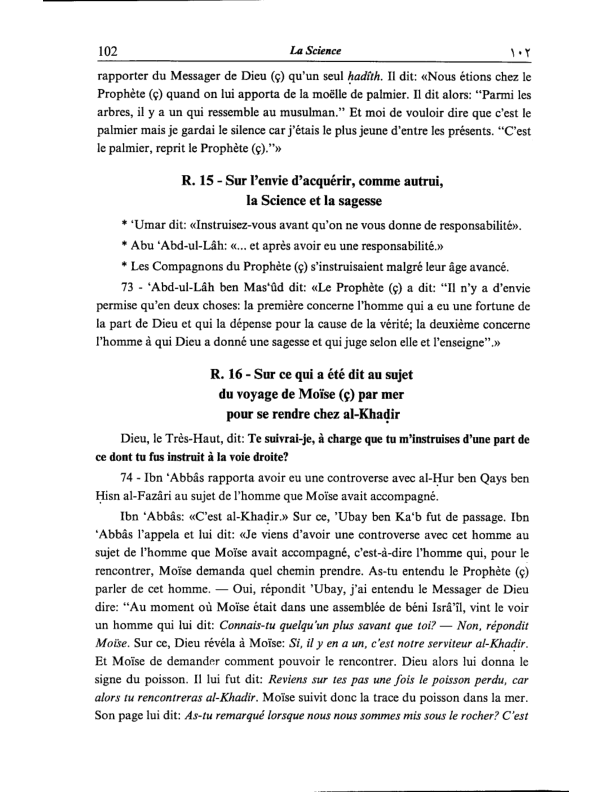 102 La Science ١٠٢
rapporter du Messager de Dieu (ç) qu'un seul ḥadîth. Il dit: «Nous étions chez le
Prophète (ç) quand on lui apporta de la moëlle de palmier. Il dit alors: "Parmi les
arbres, il y a un qui ressemble au musulman." Et moi de vouloir dire que c'est le
palmier mais je gardai le silence car j'étais le plus jeune d'entre les présents. "C'est
le palmier, reprit le Prophète (ç)."»
R. 15 - Sur l'envie d'acquérir, comme autrui,
la Science et la sagesse
* 'Umar dit: «Instruisez-vous avant qu'on ne vous donne de responsabilité».
* Abu 'Abd-ul-Lâh: «... et après avoir eu une responsabilité.»
* Les Compagnons du Prophète (ç) s'instruisaient malgré leur âge avancé.
73 - 'Abd-ul-Lâh ben Mas'ûd dit: «Le Prophète (ç) a dit: "Il n'y a d'envie
permise qu'en deux choses: la première concerne l'homme qui a eu une fortune de
la part de Dieu et qui la dépense pour la cause de la vérité; la deuxième concerne
l'homme à qui Dieu a donné une sagesse et qui juge selon elle et l'enseigne".»
R. 16 - Sur ce qui a été dit au sujet
du voyage de Moïse (ç) par mer
pour se rendre chez al-Khaḍir
Dieu, le Très-Haut, dit: Te suivrai-je, à charge que tu m'instruises d'une part de
ce dont tu fus instruit à la voie droite?
74 - Ibn 'Abbâs rapporta avoir eu une controverse avec al-Ḥur ben Qays ben
Ḥisn al-Fazâri au sujet de l'homme que Moïse avait accompagné.
Ibn 'Abbâs: «C'est al-Khaḍir.» Sur ce, 'Ubay ben Ka'b fut de passage. Ibn
'Abbâs l'appela et lui dit: «Je viens d'avoir une controverse avec cet homme au
sujet de l'homme que Moïse avait accompagné, c'est-à-dire l'homme qui, pour le
rencontrer, Moïse demanda quel chemin prendre. As-tu entendu le Prophète (ç)
parler de cet homme. — Oui, répondit 'Ubay, j'ai entendu le Messager de Dieu
dire: "Au moment où Moïse était dans une assemblée de béni Isrâ'îl, vint le voir
un homme qui lui dit: Connais-tu quelqu'un plus savant que toi? — Non, répondit
Moïse. Sur ce, Dieu révéla à Moïse: Si, il y en a un, c'est notre serviteur al-Khaḍir.
Et Moïse de demander comment pouvoir le rencontrer. Dieu alors lui donna le
signe du poisson. Il lui fut dit: Reviens sur tes pas une fois le poisson perdu, car
alors tu rencontreras al-Khadir. Moïse suivit donc la trace du poisson dans la mer.
Son page lui dit: As-tu remarqué lorsque nous nous sommes mis sous le rocher? C'est